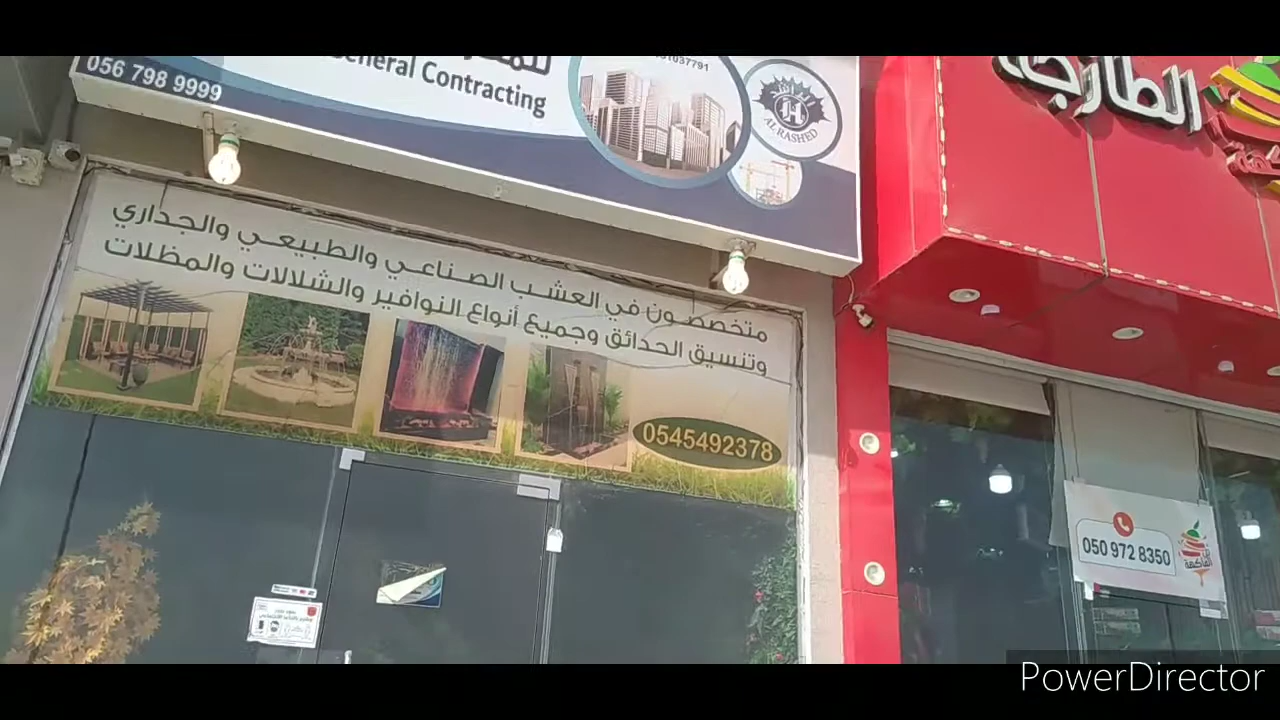 056 798 9999
General Contracting
AL RASHED
متخصصون في العشب الصناعي والطبيعي والجداري
وتنسيق الحدائق وجميع أنواع النوافير والشلالات والمظلات
0545492378
الطازجة
050 972 8350
PowerDirector